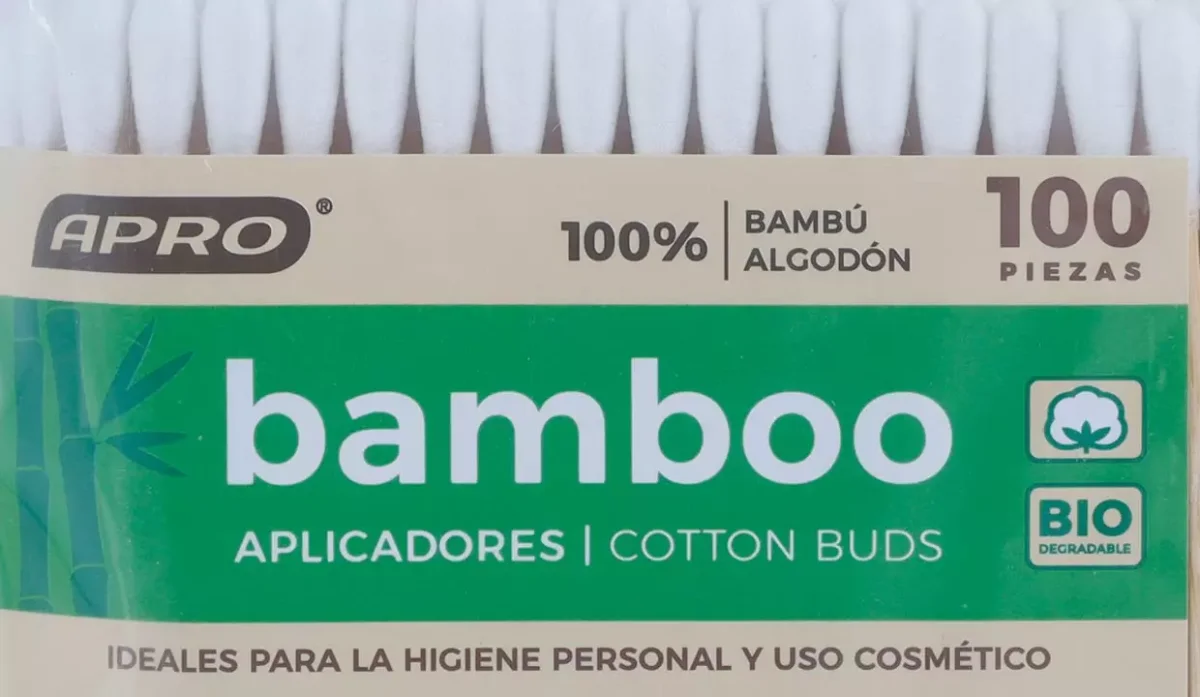 APRO®
100% | BAMBÚ
ALGODÓN
100
PIEZAS
bamboo
APLICADORES | COTTON BUDS
BIO
DEGRADABLE
IDEALES PARA LA HIGIENE PERSONAL Y USO COSMÉTICO